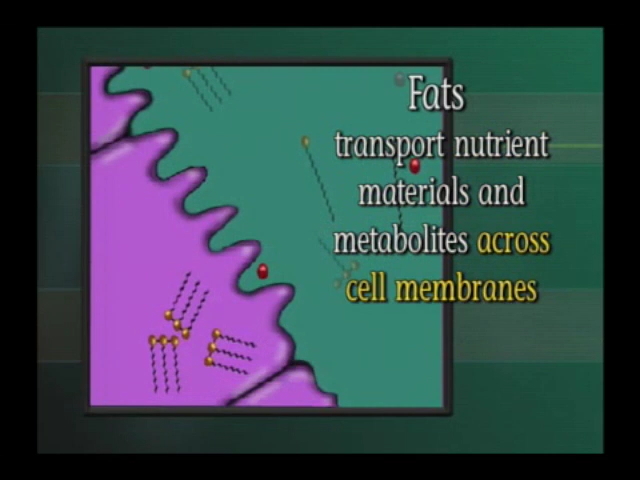 Fats
transport nutrient
materials and
metabolites across
cell membranes